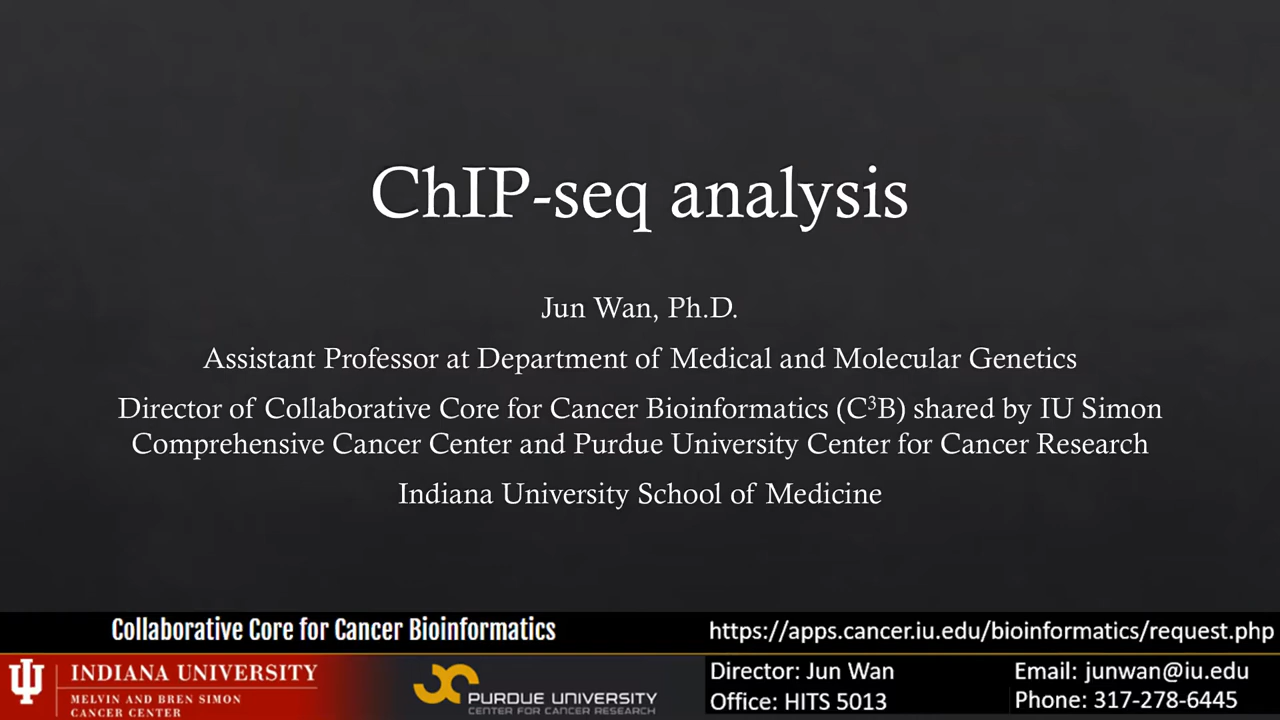 ChIP-seq analysis
Jun Wan, Ph.D.
Assistant Professor at Department of Medical and Molecular Genetics
Director of Collaborative Core for Cancer Bioinformatics (C³B) shared by IU Simon
Comprehensive Cancer Center and Purdue University Center for Cancer Research
Indiana University School of Medicine
Collaborative Core for Cancer Bioinformatics
https://apps.cancer.iu.edu/bioinformatics/request.php
INDIANA UNIVERSITY
MELVIN AND BREN SIMON
CANCER CENTER
PURDUE UNIVERSITY
CENTER FOR CANCER RESEARCH
Director: Jun Wan
Office: HITS 5013
Email: junwan@iu.edu
Phone: 317-278-6445